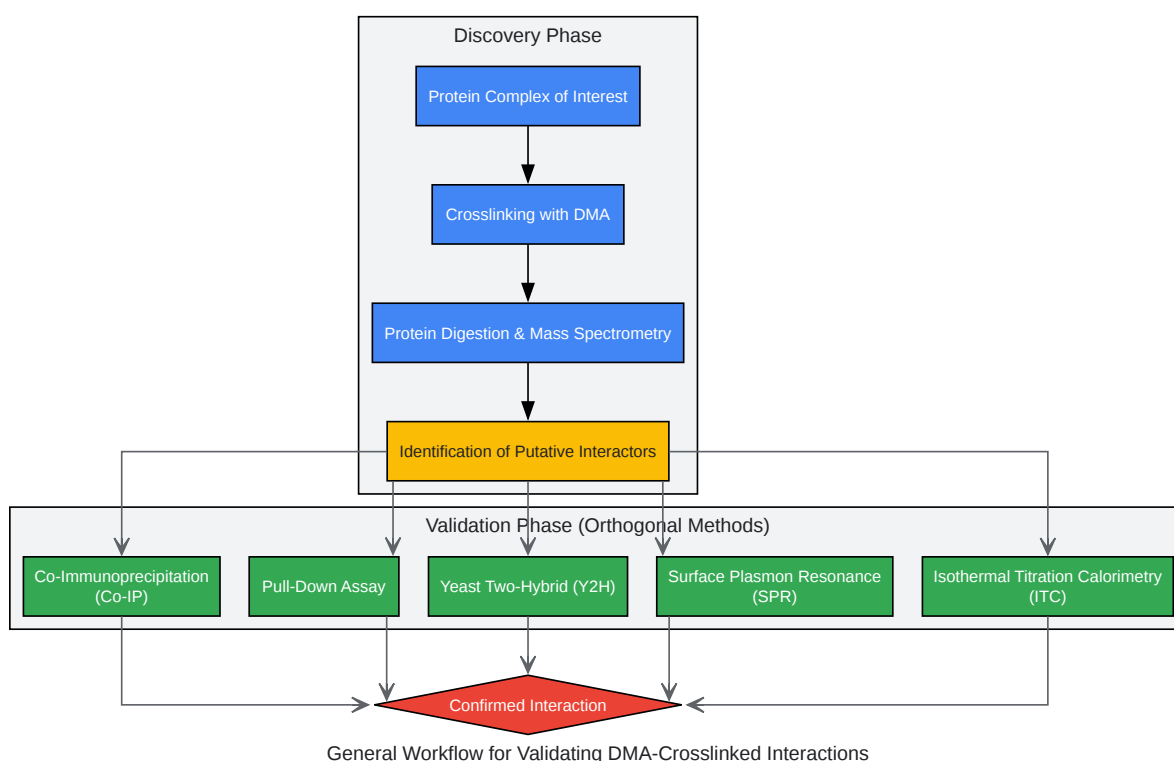 Discovery Phase
Protein Complex of Interest
Crosslinking with DMA
Protein Digestion & Mass Spectrometry
Identification of Putative Interactors
Validation Phase (Orthogonal Methods)
Co-Immunoprecipitation
(Co-IP)
Pull-Down Assay
Yeast Two-Hybrid (Y2H)
Surface Plasmon Resonance
(SPR)
Isothermal Titration Calorimetry
(ITC)
Confirmed Interaction
General Workflow for Validating DMA-Crosslinked Interactions